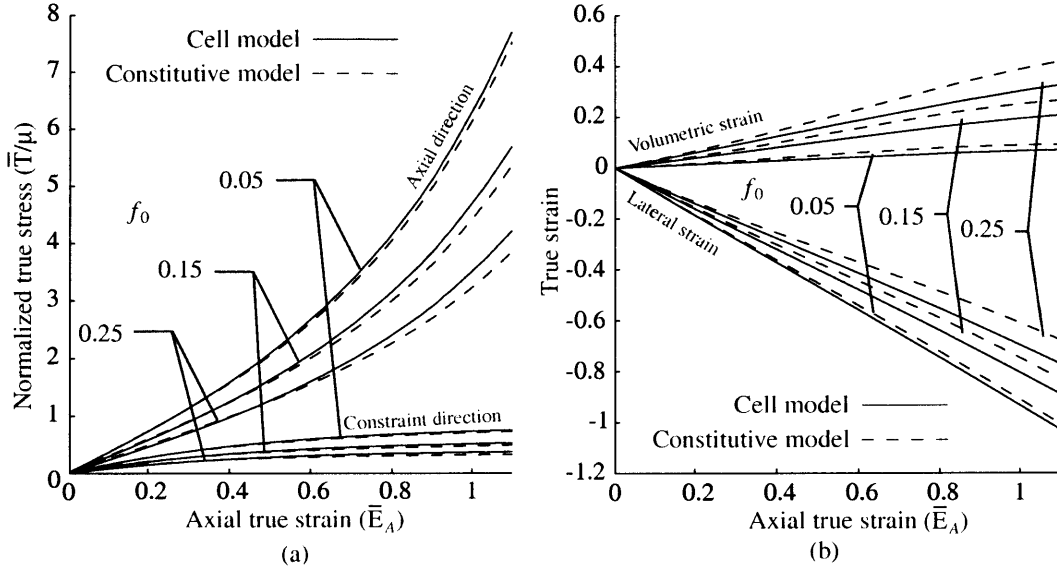 8
7
6
5
4
3
2
1
0
Normalized true stress (T̄/μ)
Cell model
Constitutive model
Axial direction
0.05
f0
0.15
0.25
Constraint direction
0 0.2 0.4 0.6 0.8 1
Axial true strain (ĒA)
(a)
0.6
0.4
0.2
0
-0.2
-0.4
-0.6
-0.8
-1
-1.2
True strain
Volumetric strain
f0
0.05
0.15
0.25
Lateral strain
Cell model
Constitutive model
0 0.2 0.4 0.6 0.8 1
Axial true strain (ĒA)
(b)